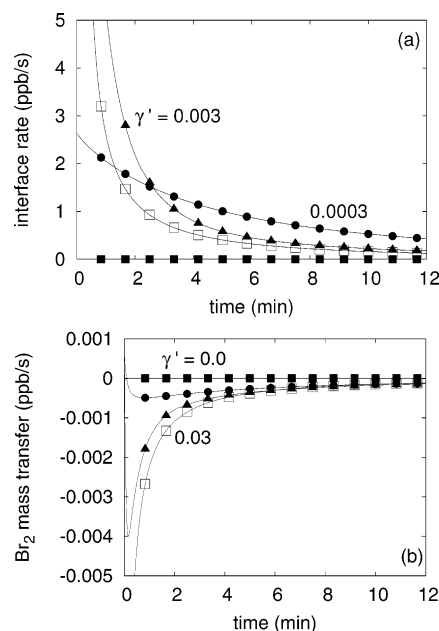 (a)
5
4
3
2
1
0
interface rate (ppb/s)
γ ' = 0.003
0.0003
0 2 4 6 8 10 12
time (min)
0.001
0
-0.001
-0.002
-0.003
-0.004
-0.005
Br2 mass transfer (ppb/s)
γ ' = 0.0
0.03
(b)
0 2 4 6 8 10 12
time (min)